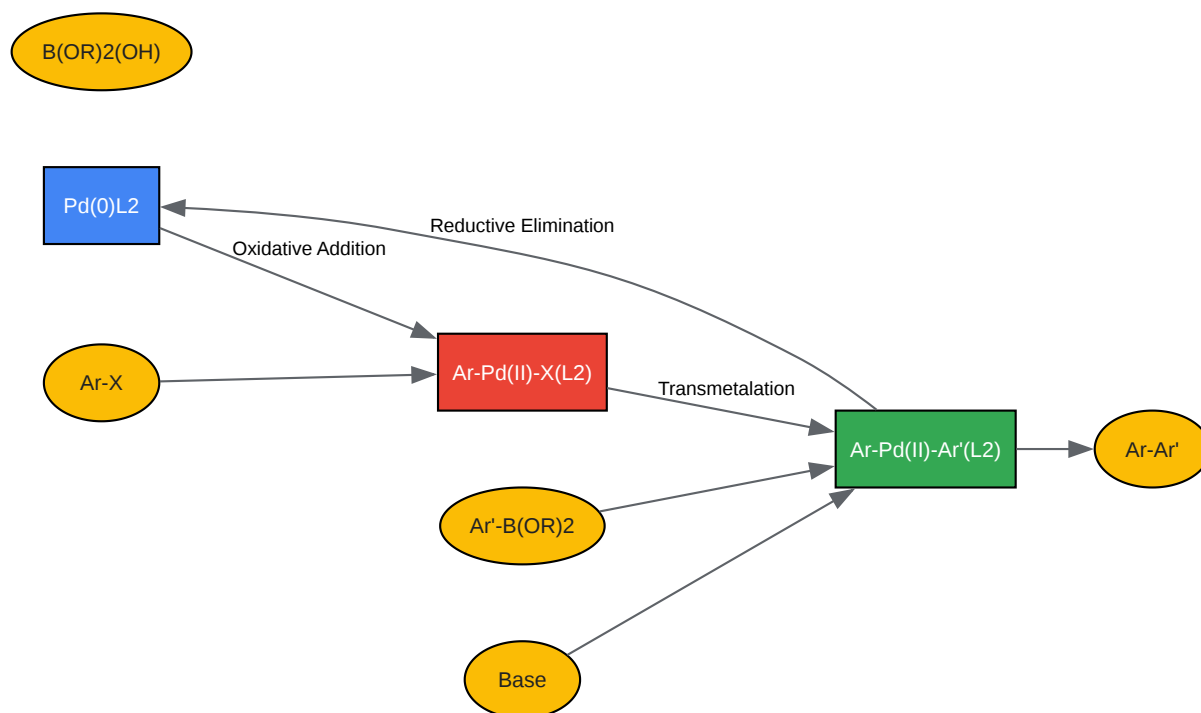 B(OR)2(OH)
Pd(0)L2
Reductive Elimination
Oxidative Addition
Ar-X
Ar-Pd(II)-X(L2)
Transmetalation
Ar-Pd(II)-Ar'(L2)
Ar-Ar'
Ar'-B(OR)2
Base